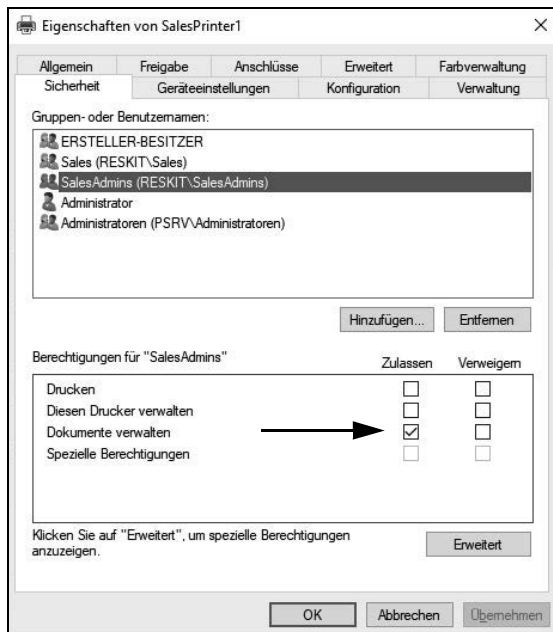 Eigenschaften von SalesPrinter1
Allgemein Freigabe Anschlüsse Erweitert Farbverwaltung
Sicherheit Geräteeinstellungen Konfiguration Verwaltung
Gruppen- oder Benutzernamen:
ERSTELLER-BESITZER
Sales (RESKIT\Sales)
SalesAdmins (RESKIT\SalesAdmins)
Administrator
Administratoren (PSRV\Administratoren)
Hinzufügen... Entfernen
Berechtigungen für "SalesAdmins" Zulassen Verweigern
Drucken
Diesen Drucker verwalten
Dokumente verwalten
Spezielle Berechtigungen
Klicken Sie auf "Erweitert", um spezielle Berechtigungen
anzuzeigen.
Erweitert
OK Abbrechen Übernehmen